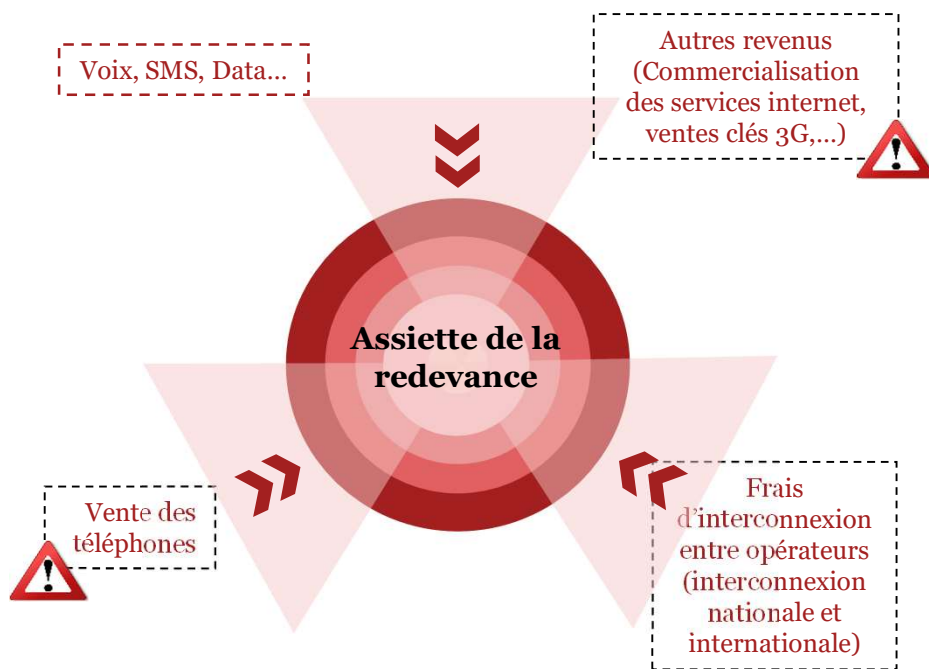 Voix, SMS, Data...
Autres revenus
(Commercialisation
des services internet,
ventes clés 3G,...)
Assiette de la
redevance
Vente des
téléphones
Frais
d'interconnexion
entre opérateurs
(interconnexion
nationale et
internationale)